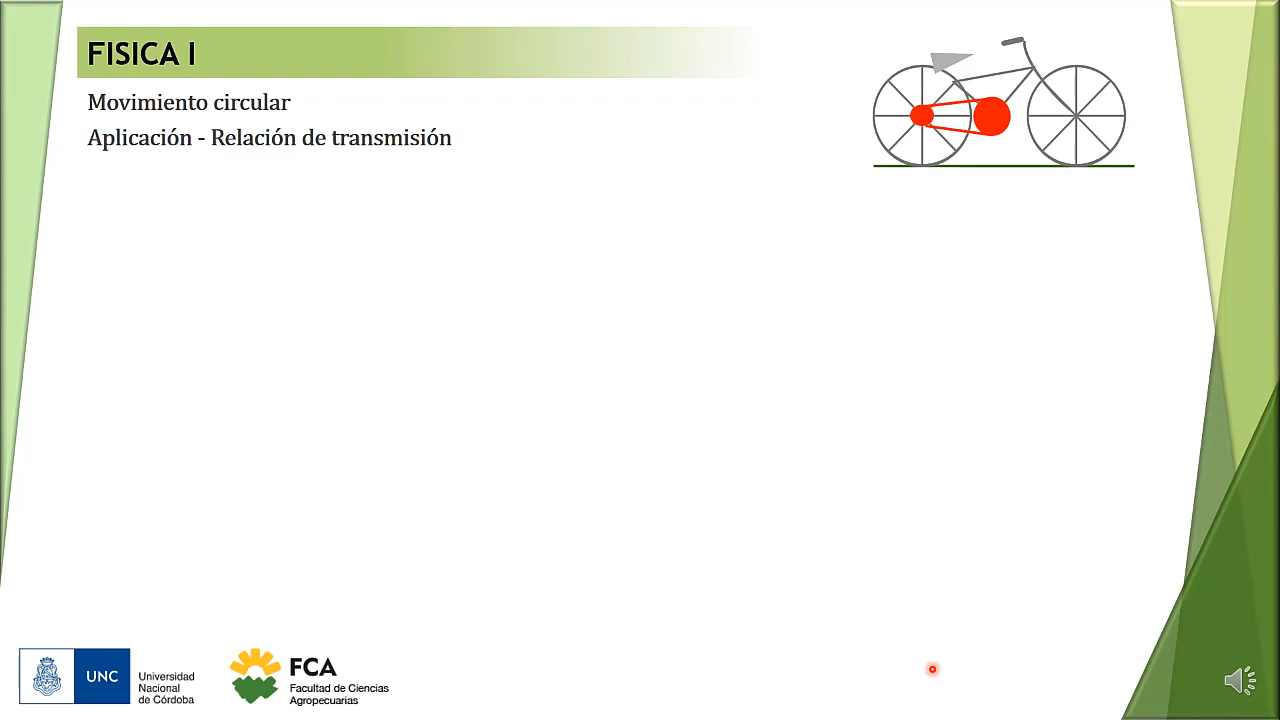 FISICA I
Movimiento circular
Aplicación - Relación de transmisión
UNC
Universidad
Nacional
de Córdoba
FCA
Facultad de Ciencias
Agropecuarias